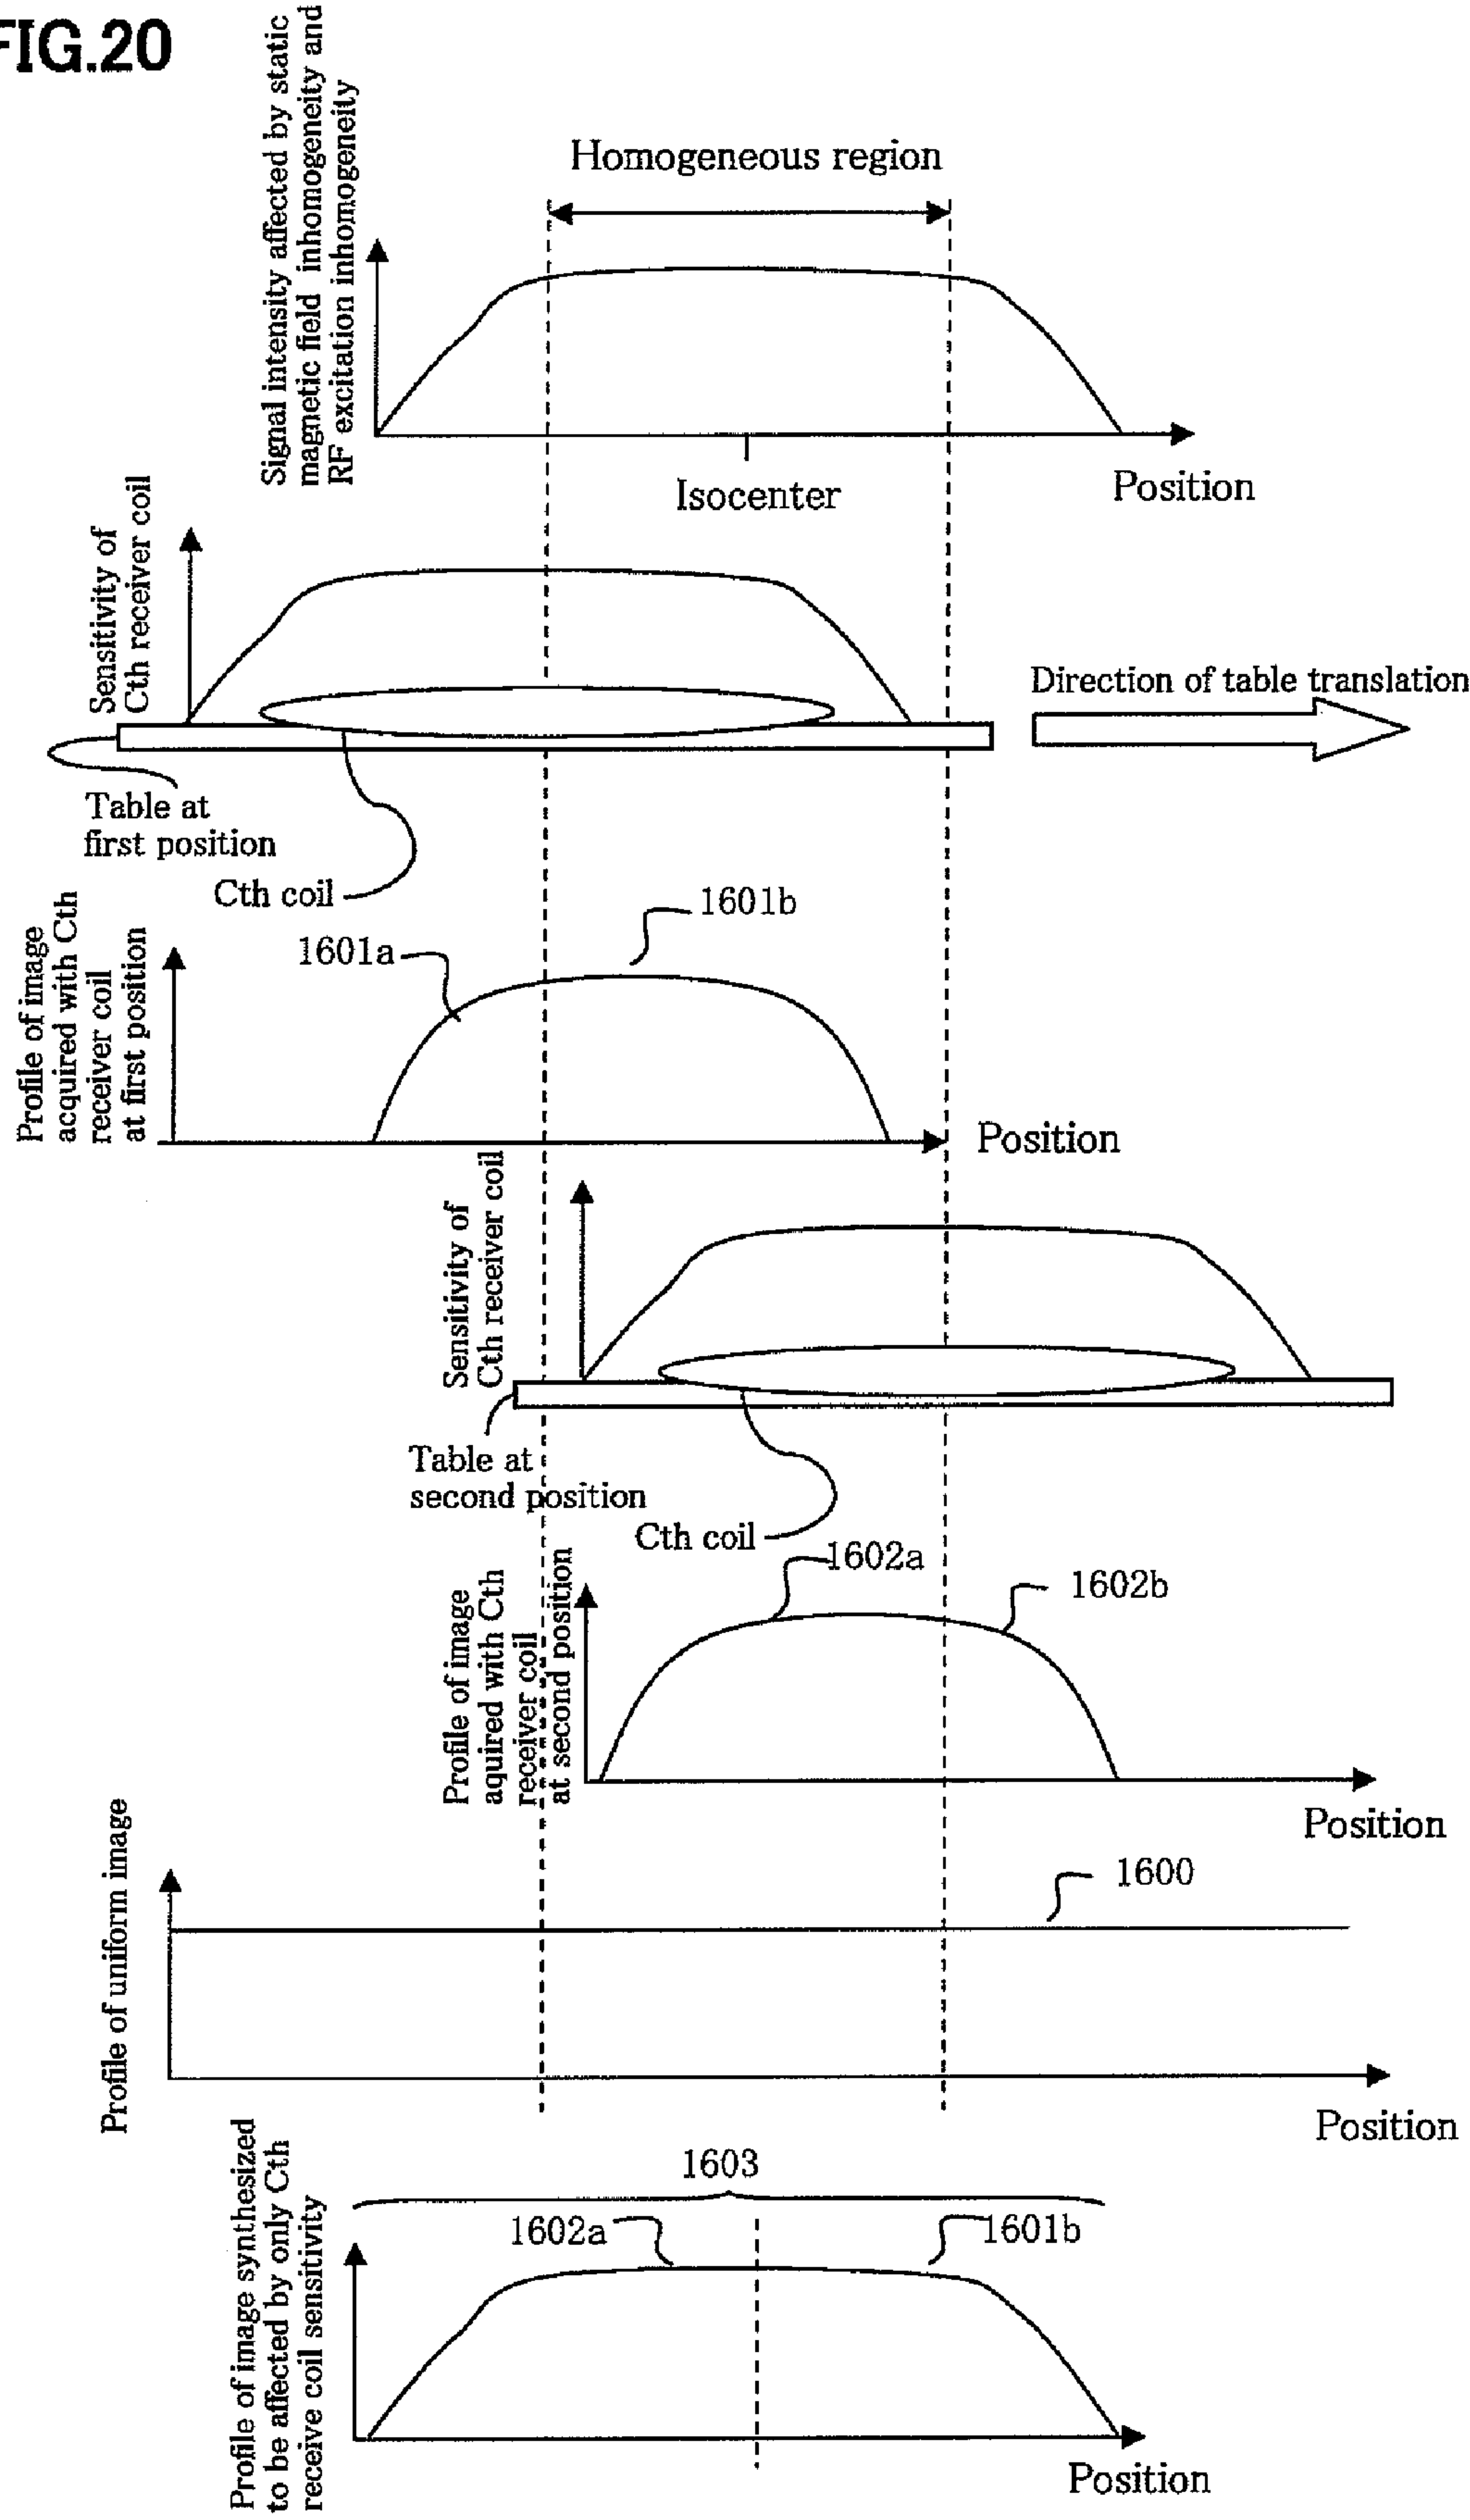 FIG.20
Signal intensity affected by static
magnetic field inhomogeneity and
RF excitation inhomogeneity
Homogeneous region
Isocenter
Position
Sensitivity of
Cth receiver coil
Direction of table translation
Table at
first position
Cth coil
Profile of image
acquired with Cth
receiver coil
at first position
1601a
1601b
Position
Sensitivity of
Cth receiver coil
Table at
second position
Cth coil
Profile of image
aquired with Cth
receiver coil
at second position
1602a
1602b
Position
Profile of uniform image
1600
Position
Profile of image synthesized
to be affected by only Cth
receive coil sensitivity
1603
1602a
1601b
Position